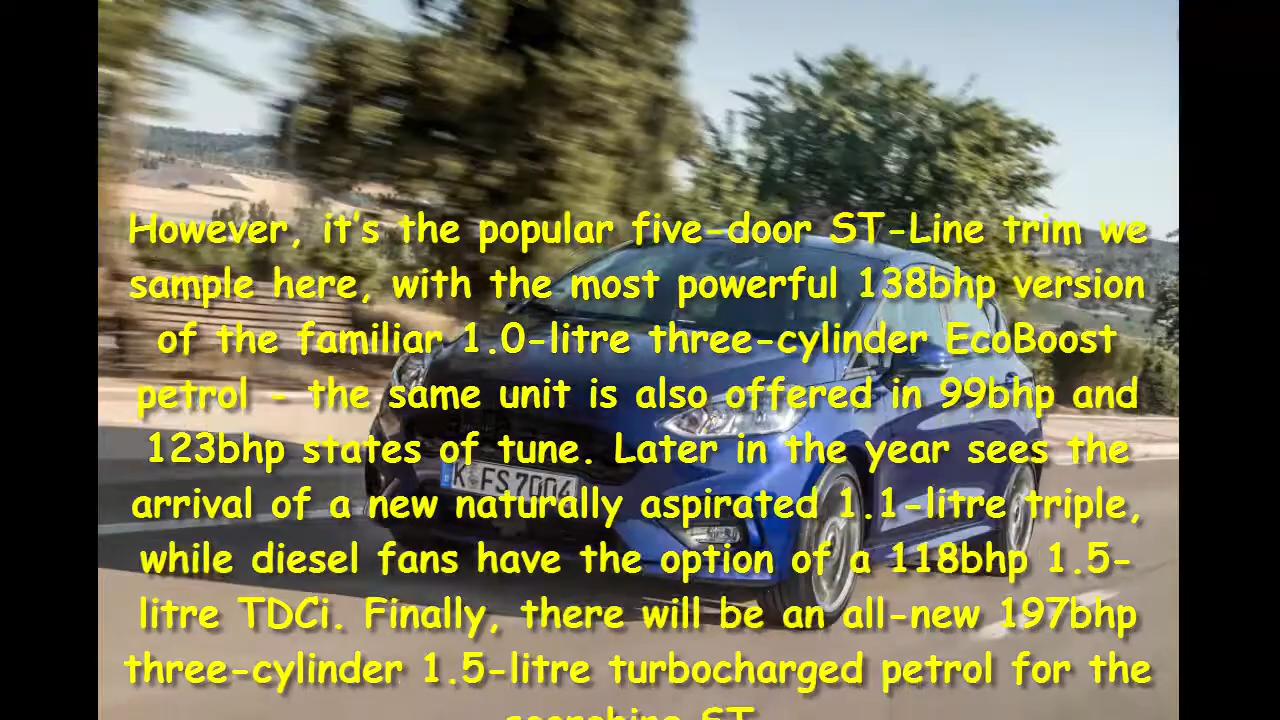 However, it's the popular five-door ST-Line trim we
sample here, with the most powerful 138bhp version
of the familiar 1.0-litre three-cylinder EcoBoost
petrol - the same unit is also offered in 99bhp and
123bhp states of tune. Later in the year sees the
arrival of a new naturally aspirated 1.1-litre triple,
while diesel fans have the option of a 118bhp 1.5-
litre TDCi. Finally, there will be an all-new 197bhp
three-cylinder 1.5-litre turbocharged petrol for the
ST
K FS 7004